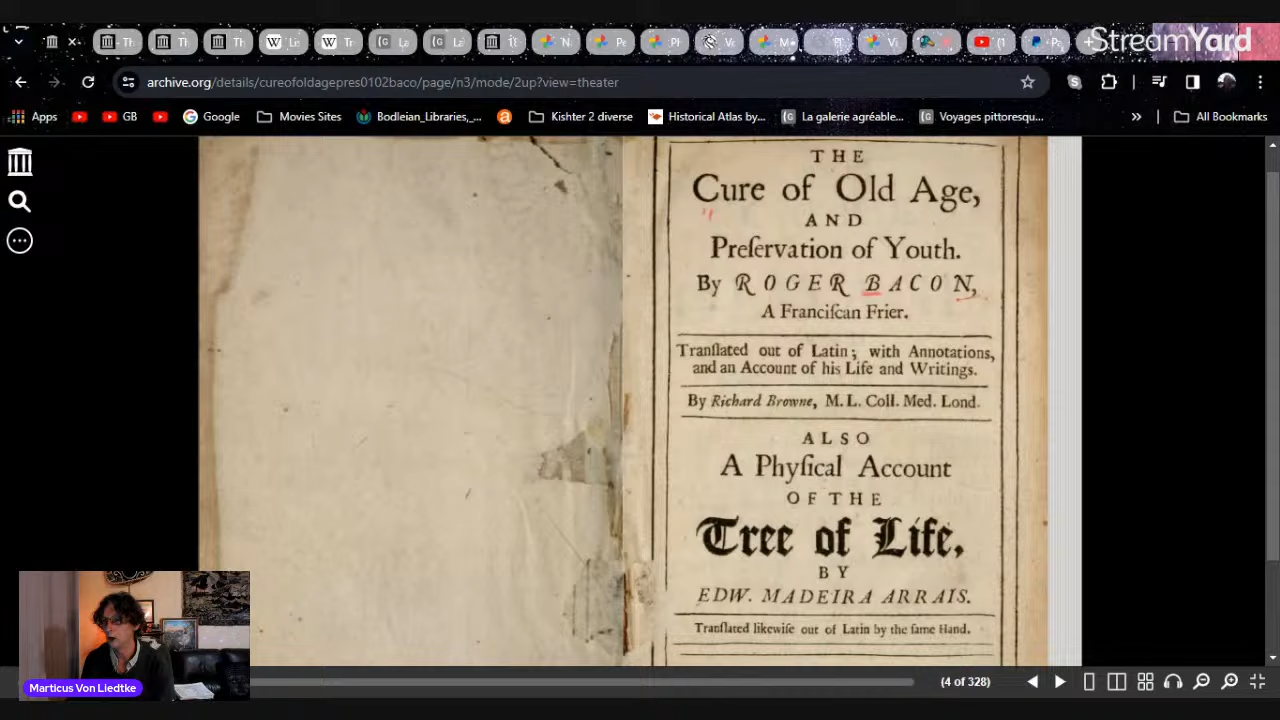 StreamYard
archive.org/details/cureofoldagepres0102baco/page/n3/mode/2up?view=theater
Apps
GB
Google
Movies Sites
Bodleian_Libraries,_...
Kishter 2 diverse
Historical Atlas by...
La galerie agréable...
Voyages pittoresqu...
All Bookmarks
THE
Cure of Old Age,
AND
Preſervation of Youth.
By ROGER BACON,
A Franciſcan Frier.
Tranſlated out of Latin; with Annotations,
and an Account of his Life and Writings.
By Richard Browne, M. L. Coll. Med. Lond.
ALSO
A Phyſical Account
OF THE
Tree of Life,
BY
EDW. MADEIRA ARRAIS.
Tranſlated likewiſe out of Latin by the ſame Hand.
Marticus Von Liedtke
(4 of 328)